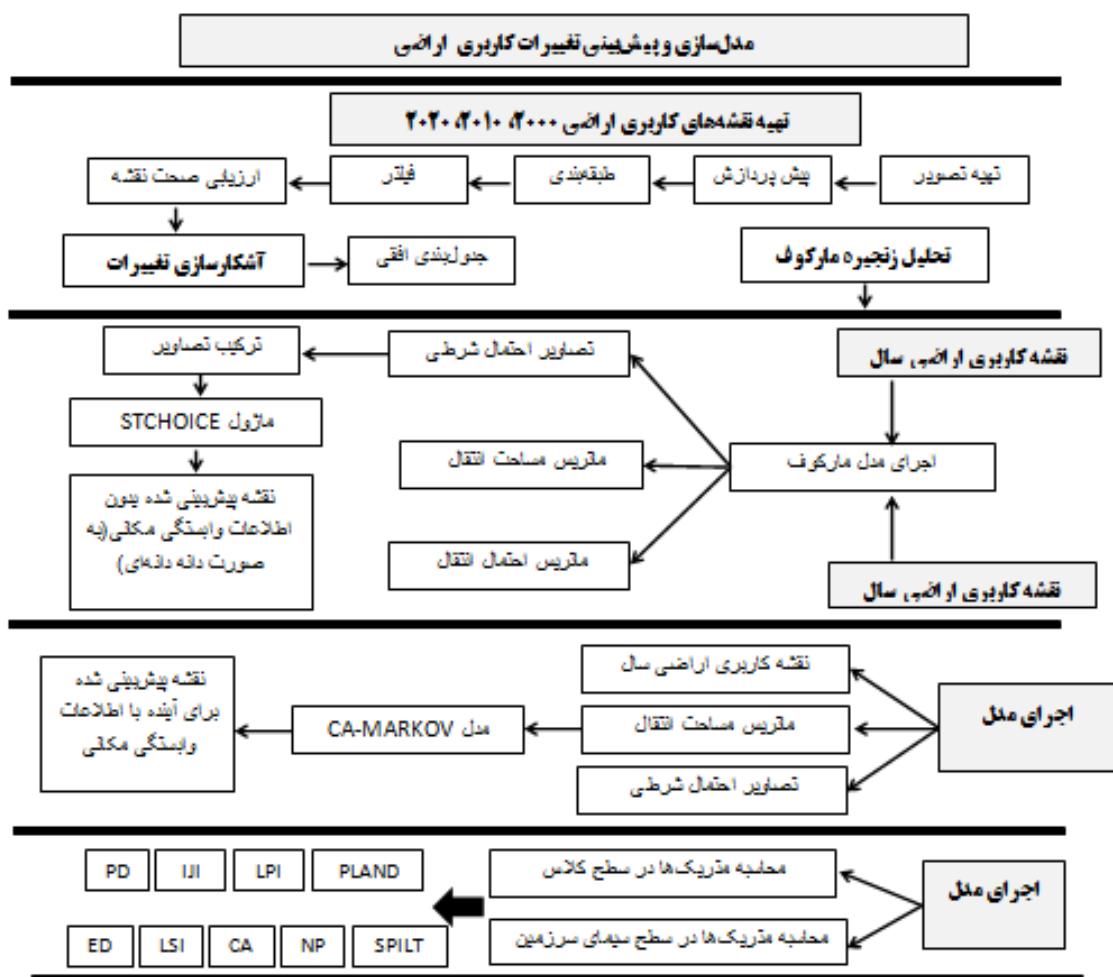 مدل‌سازی و پیش‌بینی تغییرات کاربری اراضی
تهیه نقشه‌های کاربری اراضی ۲۰۰۰، ۲۰۱۰، ۲۰۲۰
تهیه تصویر
پیش پردازش
طبقه‌بندی
فیلتر
ارزیابی صحت نقشه
آشکارسازی تغییرات
جدول‌بندی افقی
تحلیل زنجیره مارکوف
نقشه کاربری اراضی سال
اجرای مدل مارکوف
نقشه کاربری اراضی سال
تصاویر احتمال شرطی
ماتریس مساحت انتقال
ماتریس احتمال انتقال
ترکیب تصاویر
ماژول STCHOICE
نقشه پیش‌بینی شده بدون
اطلاعات وابستگی مکانی(به
صورت دانه دانه‌ای)
اجرای مدل
نقشه کاربری اراضی سال
ماتریس مساحت انتقال
تصاویر احتمال شرطی
مدل CA-MARKOV
نقشه پیش‌بینی شده
برای آینده با اطلاعات
وابستگی مکانی
اجرای مدل
محاسبه متریک‌ها در سطح کلاس
محاسبه متریک‌ها در سطح سیمای سرزمین
PD
IJI
LPI
PLAND
ED
LSI
CA
NP
SPILT